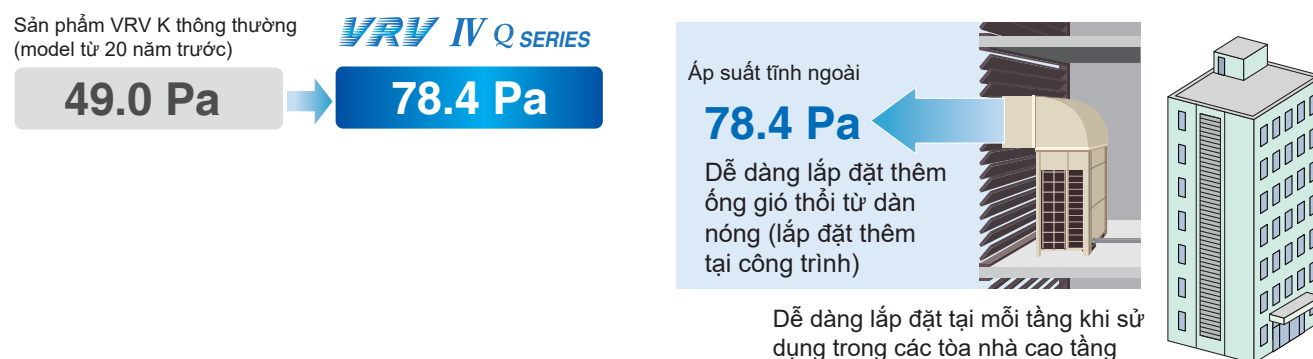 Sản phẩm VRV K thông thường
(model từ 20 năm trước)
VRV IV Q SERIES
49.0 Pa
78.4 Pa
Áp suất tĩnh ngoài
78.4 Pa
Dễ dàng lắp đặt thêm
ống gió thổi từ dàn
nóng (lắp đặt thêm
tại công trình)
Dễ dàng lắp đặt tại mỗi tầng khi sử
dụng trong các tòa nhà cao tầng